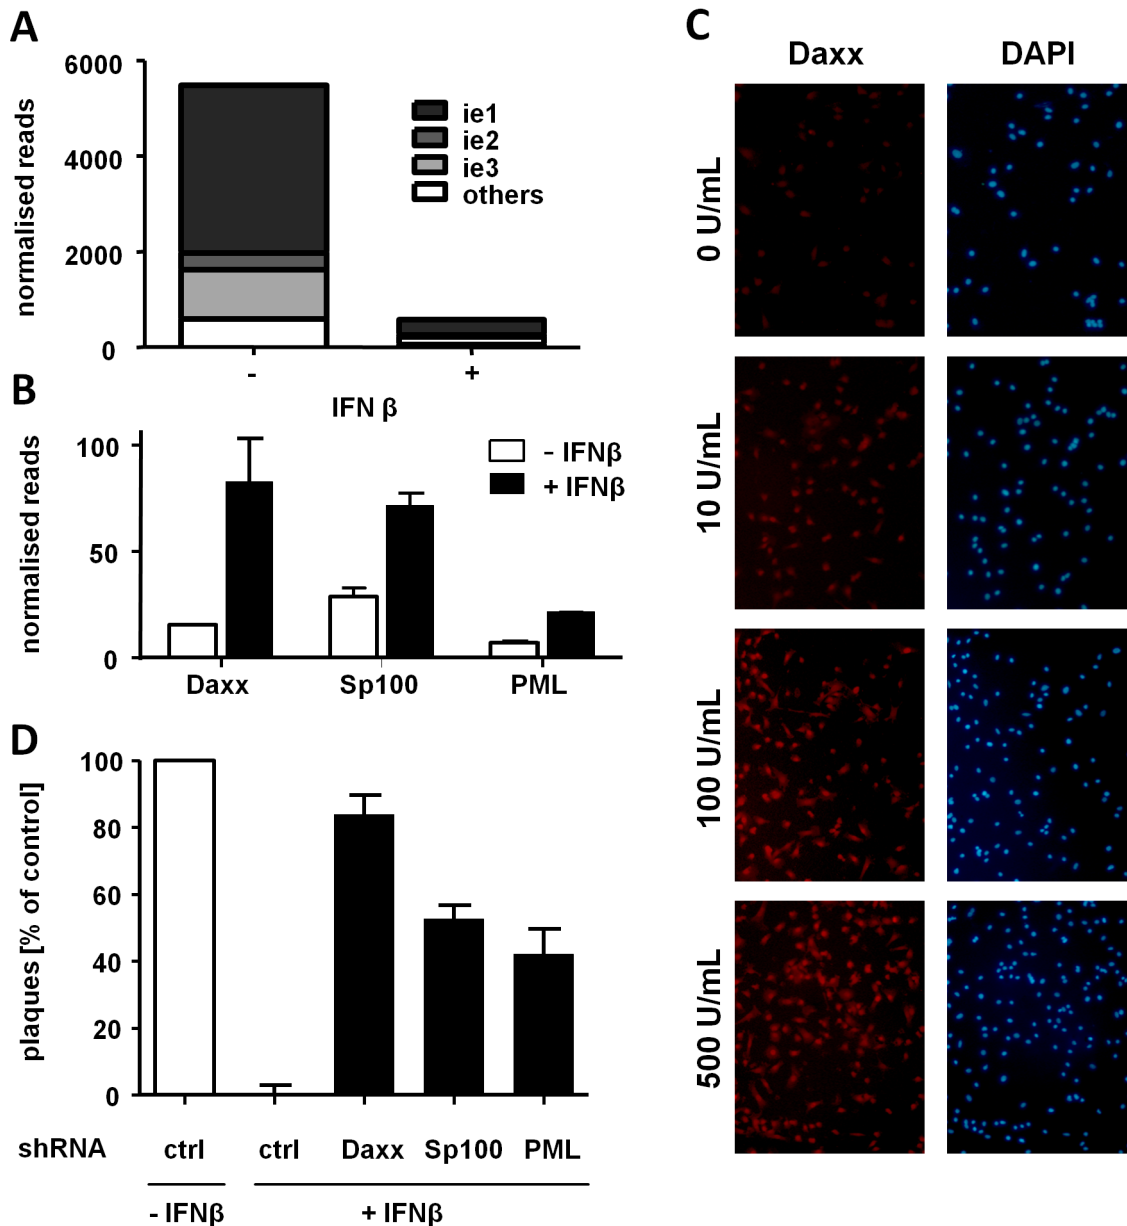 A
6000
4000
2000
0
normalised reads
ie1
ie2
ie3
others
- +
IFN β
B
100
50
0
normalised reads
- IFNβ
+ IFNβ
Daxx Sp100 PML
C
Daxx DAPI
0 U/mL
10 U/mL
100 U/mL
500 U/mL
D
100
80
60
40
20
0
plaques [% of control]
shRNA ctrl ctrl Daxx Sp100 PML
- IFNβ + IFNβ